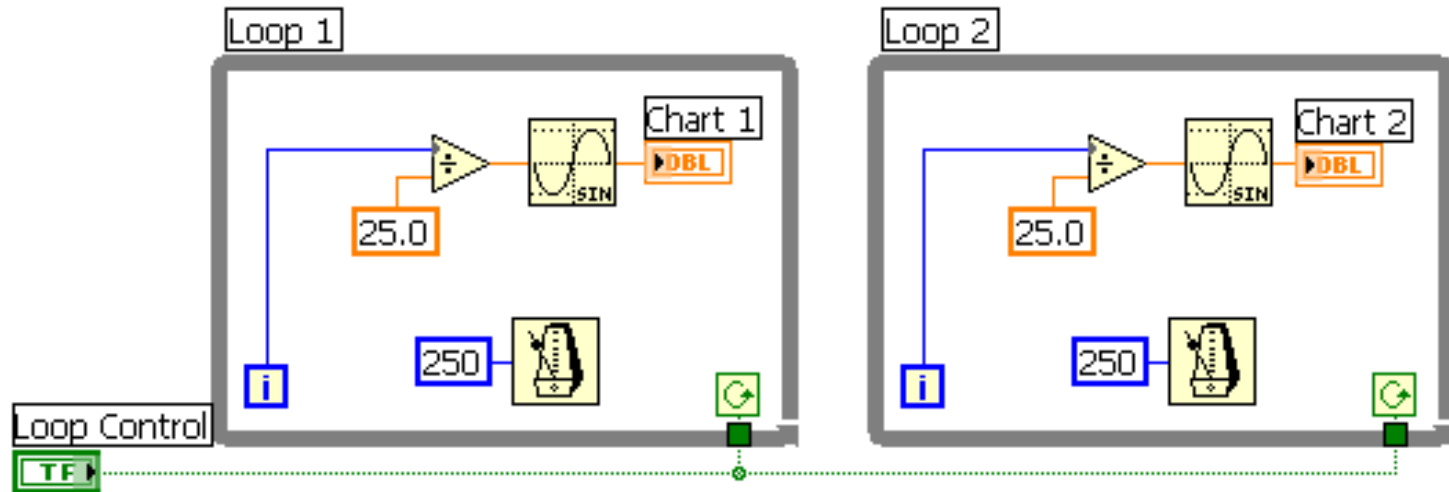 Loop 1
Loop 2
Chart 1
Chart 2
DBL
DBL
÷
÷
SIN
SIN
25.0
25.0
250
250
i
i
Loop Control
TF